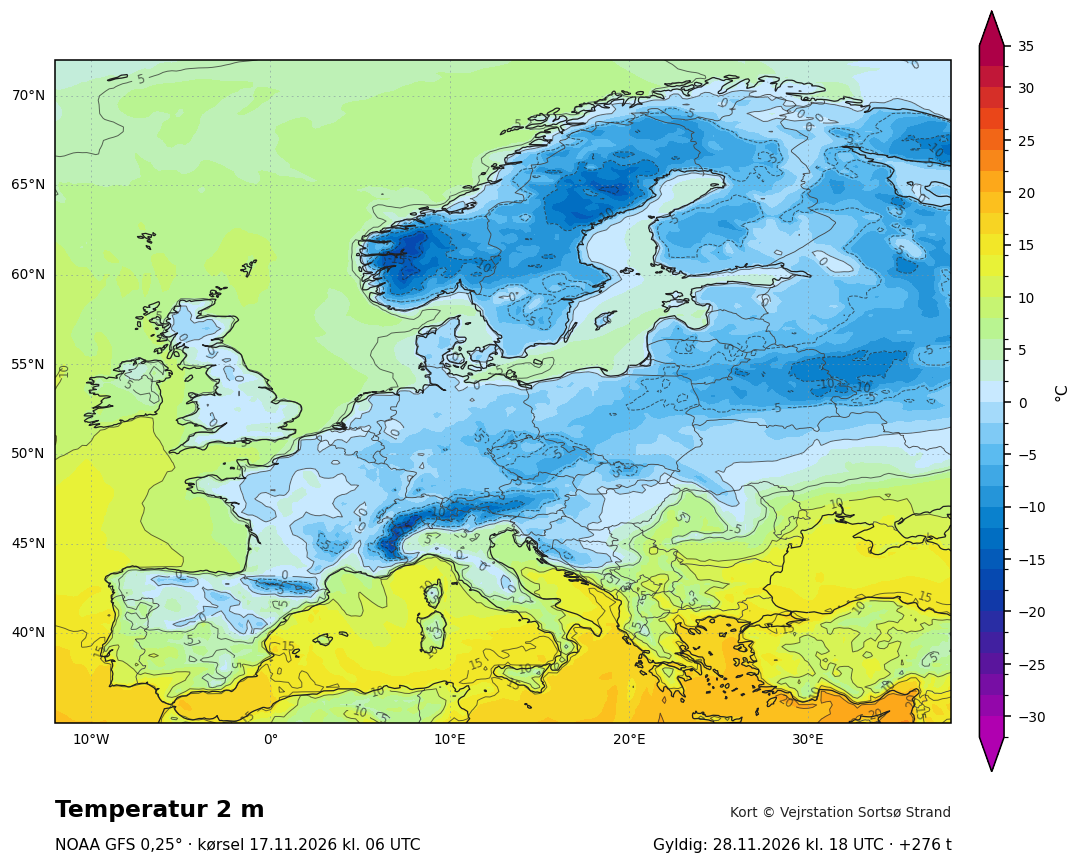 35
30
25
20
15
10
5
0
−5
−10
−15
−20
−25
−30
°C
70°N
65°N
60°N
55°N
50°N
45°N
40°N
10°W
0°
10°E
20°E
30°E
Temperatur 2 m
Kort © Vejrstation Sortsø Strand
NOAA GFS 0,25° · kørsel 17.11.2026 kl. 06 UTC
Gyldig: 28.11.2026 kl. 18 UTC · +276 t